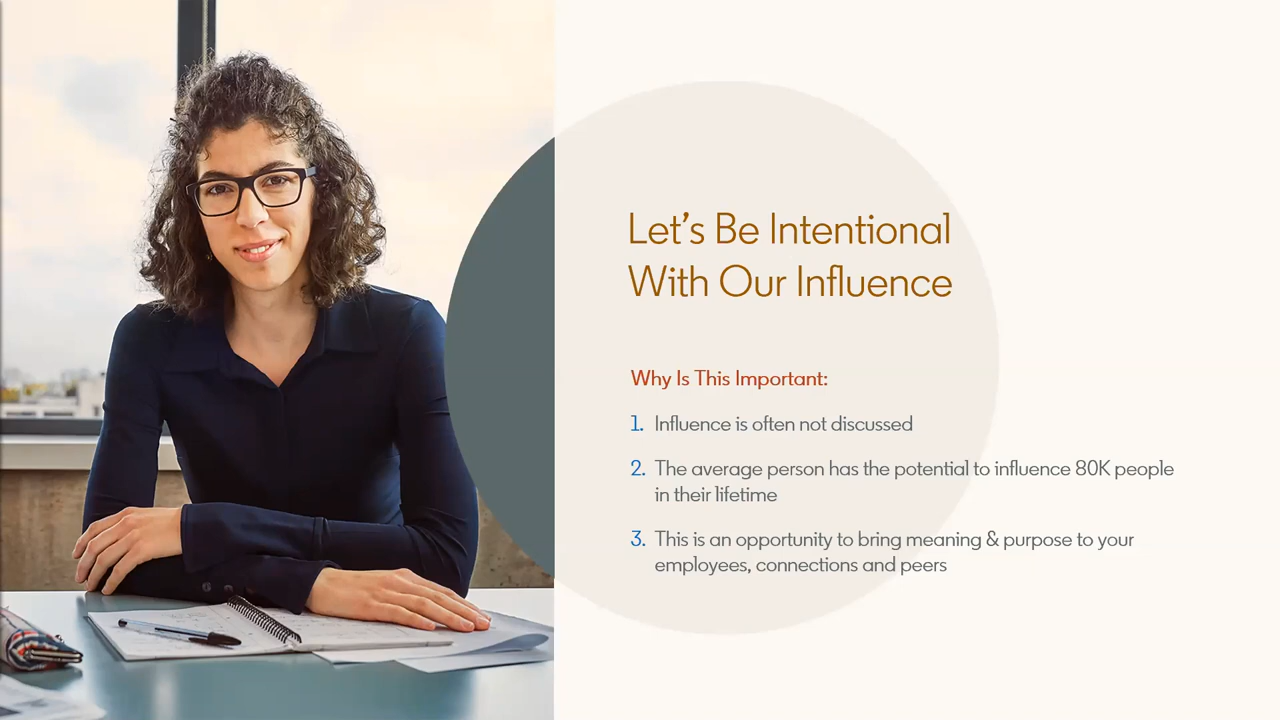 Let's Be Intentional
With Our Influence
Why Is This Important:
1. Influence is often not discussed
2. The average person has the potential to influence 80K people
in their lifetime
3. This is an opportunity to bring meaning & purpose to your
employees, connections and peers